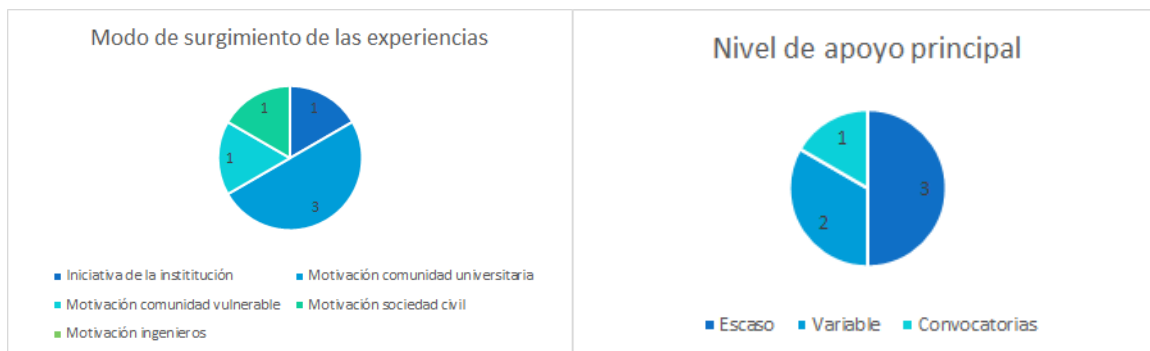 Modo de surgimiento de las experiencias
1
1
1
3
Iniciativa de la instititución
Motivación comunidad universitaria
Motivación comunidad vulnerable
Motivación sociedad civil
Motivación ingenieros
Nivel de apoyo principal
1
3
2
Escaso
Variable
Convocatorias